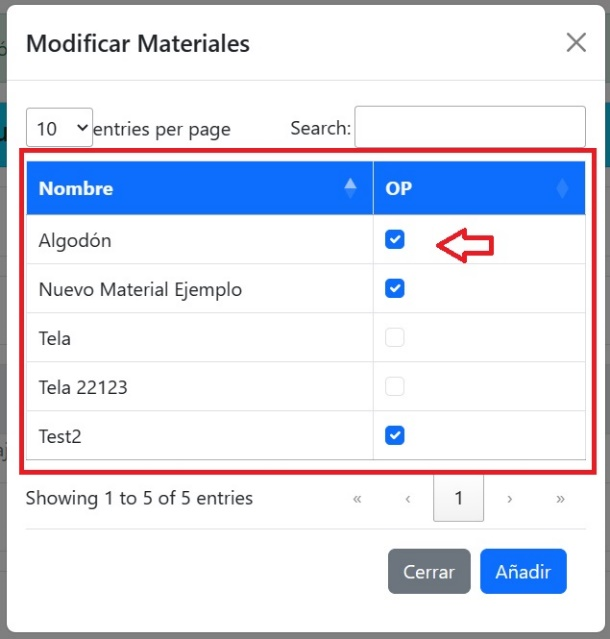 Modificar Materiales
10 entries per page Search:
Nombre OP
Algodón
Nuevo Material Ejemplo
Tela
Tela 22123
Test2
Showing 1 to 5 of 5 entries « ‹ 1 › »
Cerrar Añadir